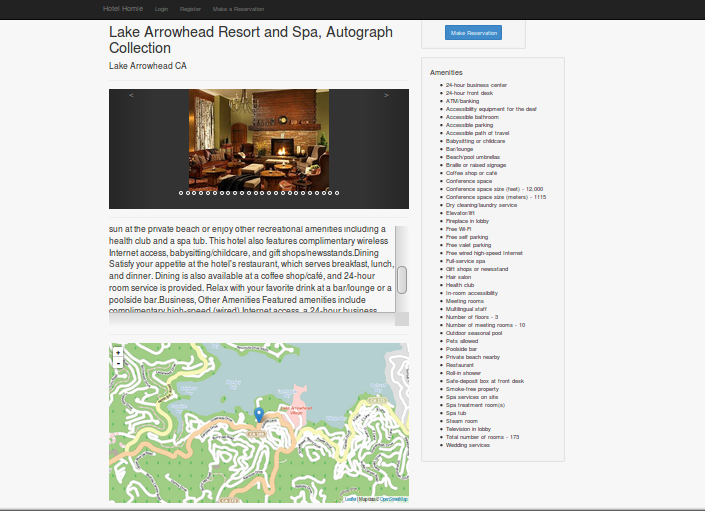 Hotel Homie Login Register Make a Reservation
Lake Arrowhead Resort and Spa, Autograph
Collection
Lake Arrowhead CA
< >
sun at the private beach or enjoy other recreational amenities including a
health club and a spa tub. This hotel also features complimentary wireless
Internet access, babysitting/childcare, and gift shops/newsstands.Dining
Satisfy your appetite at the hotel's restaurant, which serves breakfast, lunch,
and dinner. Dining is also available at a coffee shop/café, and 24-hour
room service is provided. Relax with your favorite drink at a bar/lounge or a
poolside bar.Business, Other Amenities Featured amenities include
complimentary high-speed (wired) Internet access, a 24-hour business
+
-
Lake Arrowhead
Village
Leaflet | Map data © OpenStreetMap
Make Reservation
Amenities
24-hour business center
24-hour front desk
ATM/banking
Accessibility equipment for the deaf
Accessible bathroom
Accessible parking
Accessible path of travel
Babysitting or childcare
Bar/lounge
Beach/pool umbrellas
Braille or raised signage
Coffee shop or café
Conference space
Conference space size (feet) - 12,000
Conference space size (meters) - 1115
Dry cleaning/laundry service
Elevator/lift
Fireplace in lobby
Free Wi-Fi
Free self parking
Free valet parking
Free wired high-speed Internet
Full-service spa
Gift shops or newsstand
Hair salon
Health club
In-room accessibility
Meeting rooms
Multilingual staff
Number of floors - 3
Number of meeting rooms - 10
Outdoor seasonal pool
Pets allowed
Poolside bar
Private beach nearby
Restaurant
Roll-in shower
Safe-deposit box at front desk
Smoke-free property
Spa services on site
Spa treatment room(s)
Spa tub
Steam room
Television in lobby
Total number of rooms - 173
Wedding services